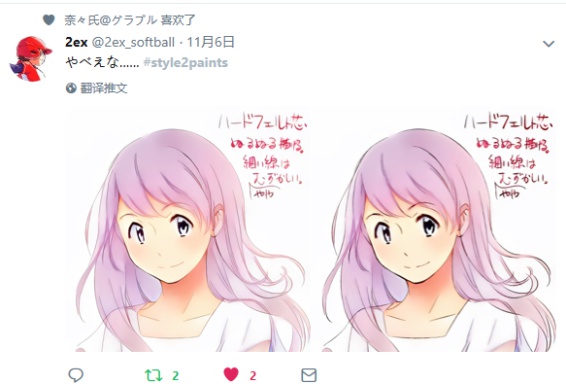 奈々氏@グラブル 喜欢了
2ex @2ex_softball · 11月6日
やべえな...... #style2paints
翻译推文
ハードフェルト芯、
ぬるぬる描ける。
細い線は
むずかしい。
やや
ハードフェルト芯、
ぬるぬる描ける。
細い線は
むずかしい。
やや
2
2